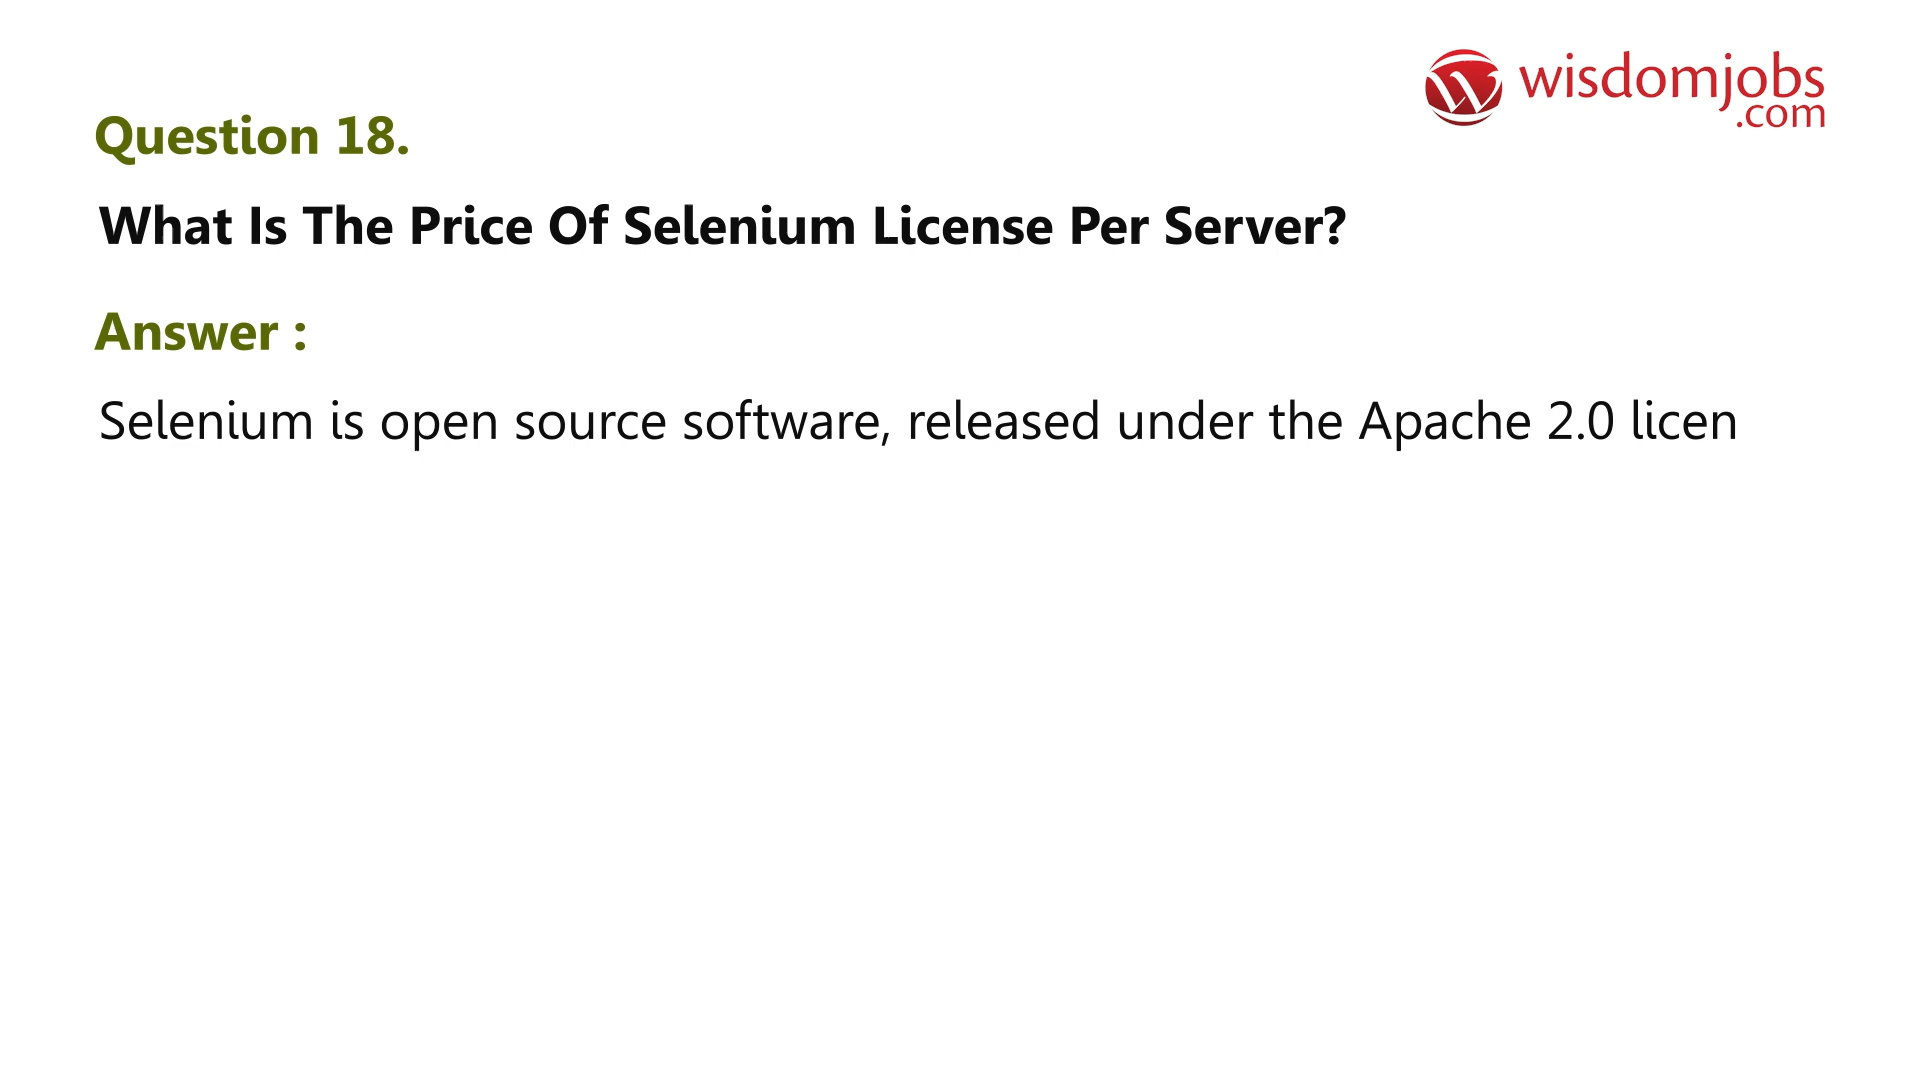 wisdomjobs
.com
Question 18.
What Is The Price Of Selenium License Per Server?
Answer :
Selenium is open source software, released under the Apache 2.0 licen